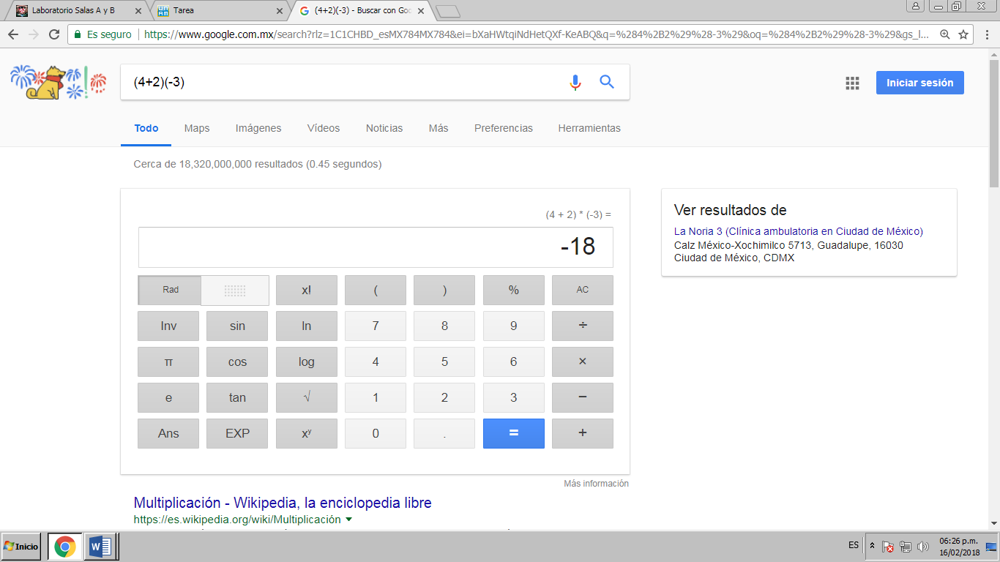 Laboratorio Salas A y B
Tarea
(4+2)(-3) - Buscar con Goo
Es seguro
https://www.google.com.mx/search?rlz=1C1CHBD_esMX784MX784&ei=bXaHWtqiNdHetQXf-KeABQ&q=%284%2B2%29%28-3%29&oq=%284%2B2%29%28-3%29&gs_l...
(4+2)(-3)
Iniciar sesión
Todo Maps Imágenes Vídeos Noticias Más Preferencias Herramientas
Cerca de 18,320,000,000 resultados (0.45 segundos)
(4 + 2) * (-3) =
-18
Rad x! ( ) % AC
Inv sin ln 7 8 9 ÷
π cos log 4 5 6 ×
e tan √ 1 2 3 −
Ans EXP xʸ 0 . = +
Más información
Ver resultados de
La Noria 3 (Clínica ambulatoria en Ciudad de México)
Calz México-Xochimilco 5713, Guadalupe, 16030
Ciudad de México, CDMX
Multiplicación - Wikipedia, la enciclopedia libre
https://es.wikipedia.org/wiki/Multiplicación
Inicio
ES
06:26 p.m.
16/02/2018